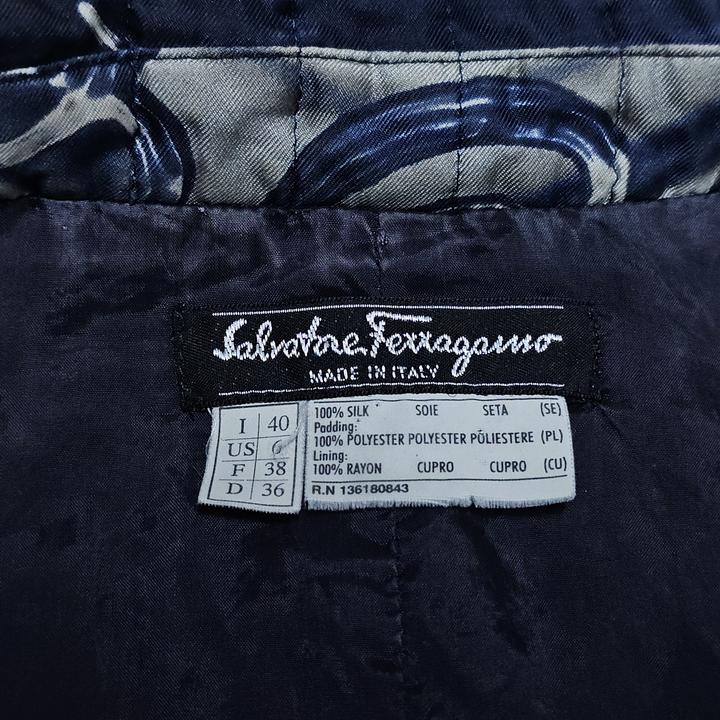 Salvatore Ferragamo
MADE IN ITALY
I 40
US 6
F 38
D 36
100% SILK SOIE SETA (SE)
Padding:
100% POLYESTER POLYESTER POLIESTERE (PL)
Lining:
100% RAYON CUPRO CUPRO (CU)
R.N 136180843